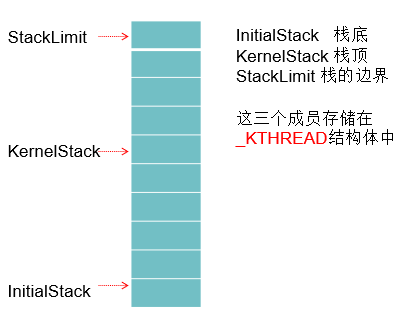 StackLimit
KernelStack
InitialStack
InitialStack 栈底
KernelStack 栈顶
StackLimit 栈的边界
这三个成员存储在
_KTHREAD结构体中